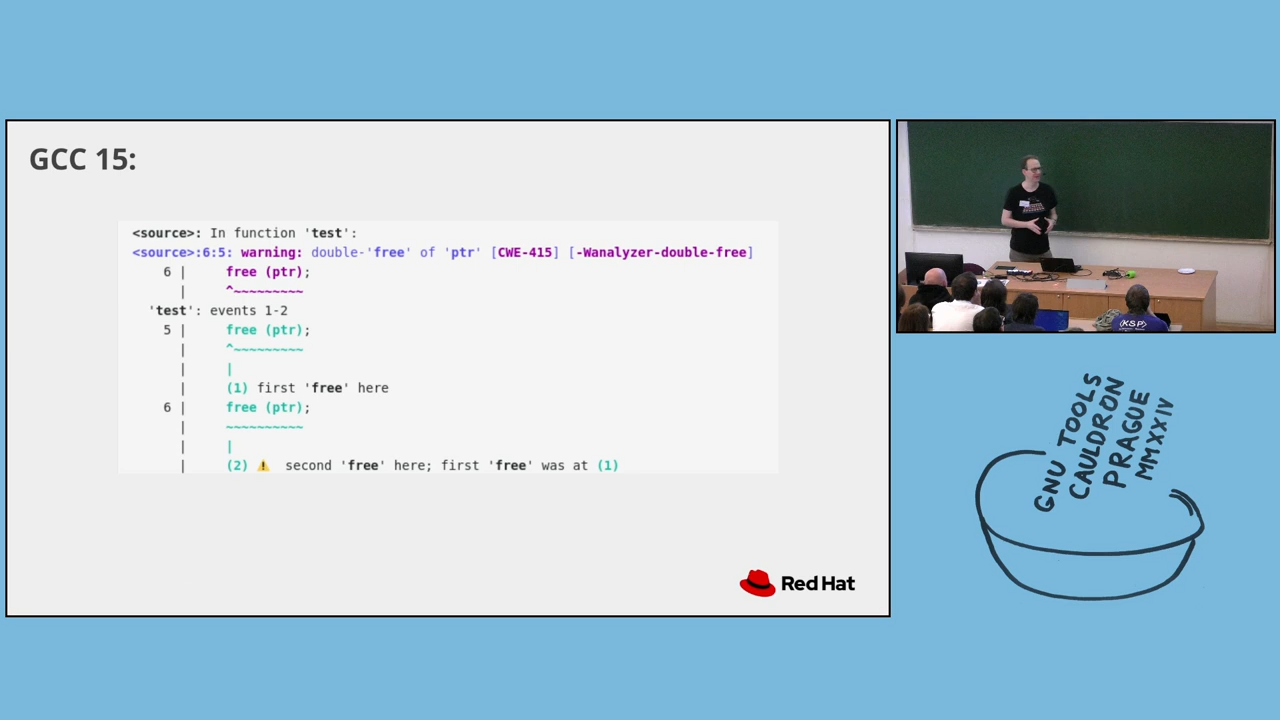 GCC 15:
<source>: In function 'test':
<source>:6:5: warning: double-'free' of 'ptr' [CWE-415] [-Wanalyzer-double-free]
6 | free (ptr);
| ^~~~~~~~~~
'test': events 1-2
5 | free (ptr);
| ^~~~~~~~~~
| |
| (1) first 'free' here
6 | free (ptr);
| ~~~~~~~~~~
| |
| (2) ⚠ second 'free' here; first 'free' was at (1)
Red Hat
(KSP)
GNU TOOLS
CAULDRON
PRAGUE
MMXXIV